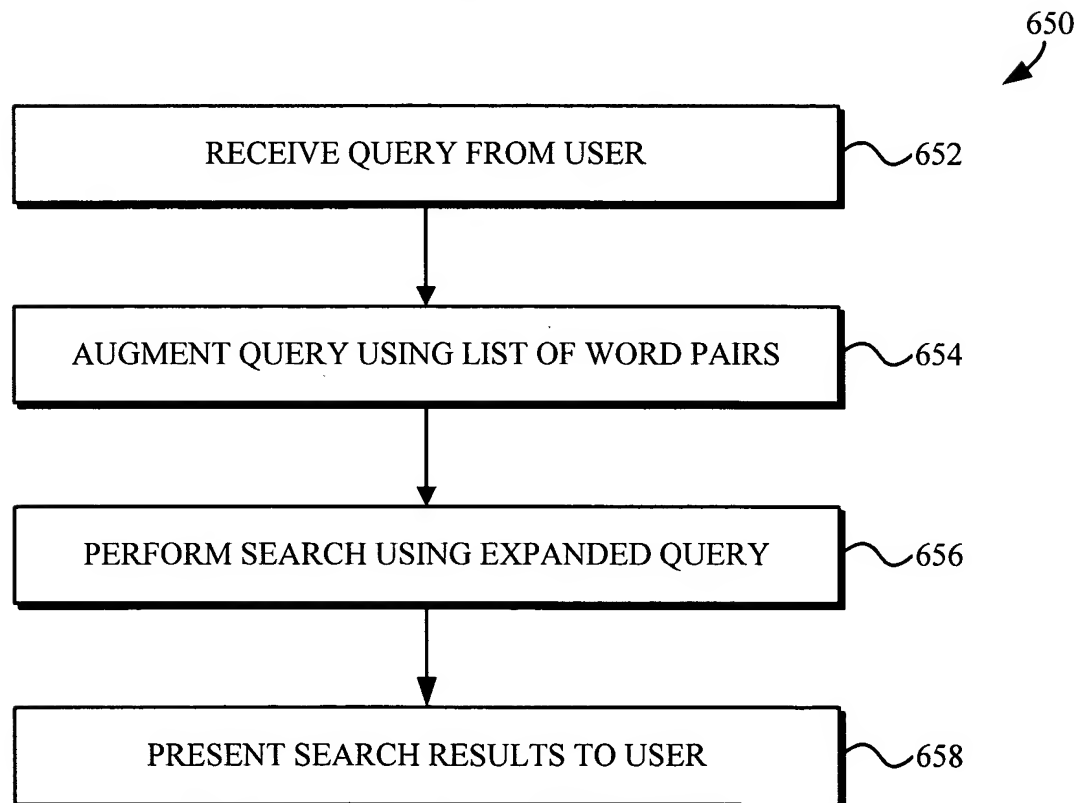 650
RECEIVE QUERY FROM USER
652
AUGMENT QUERY USING LIST OF WORD PAIRS
654
PERFORM SEARCH USING EXPANDED QUERY
656
PRESENT SEARCH RESULTS TO USER
658